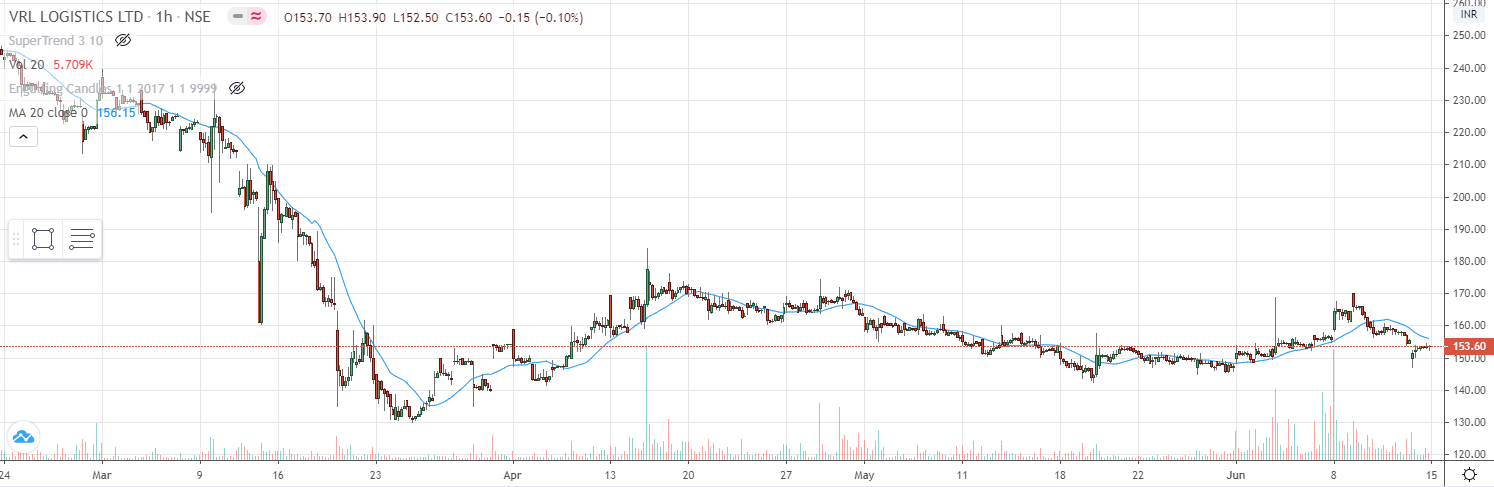 VRL LOGISTICS LTD · 1h · NSE O153.70 H153.90 L152.50 C153.60 −0.15 (−0.10%)
SuperTrend 3 10
Vol 20 5.709K
Engulfing Candles 1 1 2017 1 1 9999
MA 20 close 0 156.15
260.00
INR
250.00
240.00
230.00
220.00
210.00
200.00
190.00
180.00
170.00
160.00
153.60
150.00
140.00
130.00
120.00
24 Mar 9 16 23 Apr 13 20 27 May 11 18 22 Jun 8 15